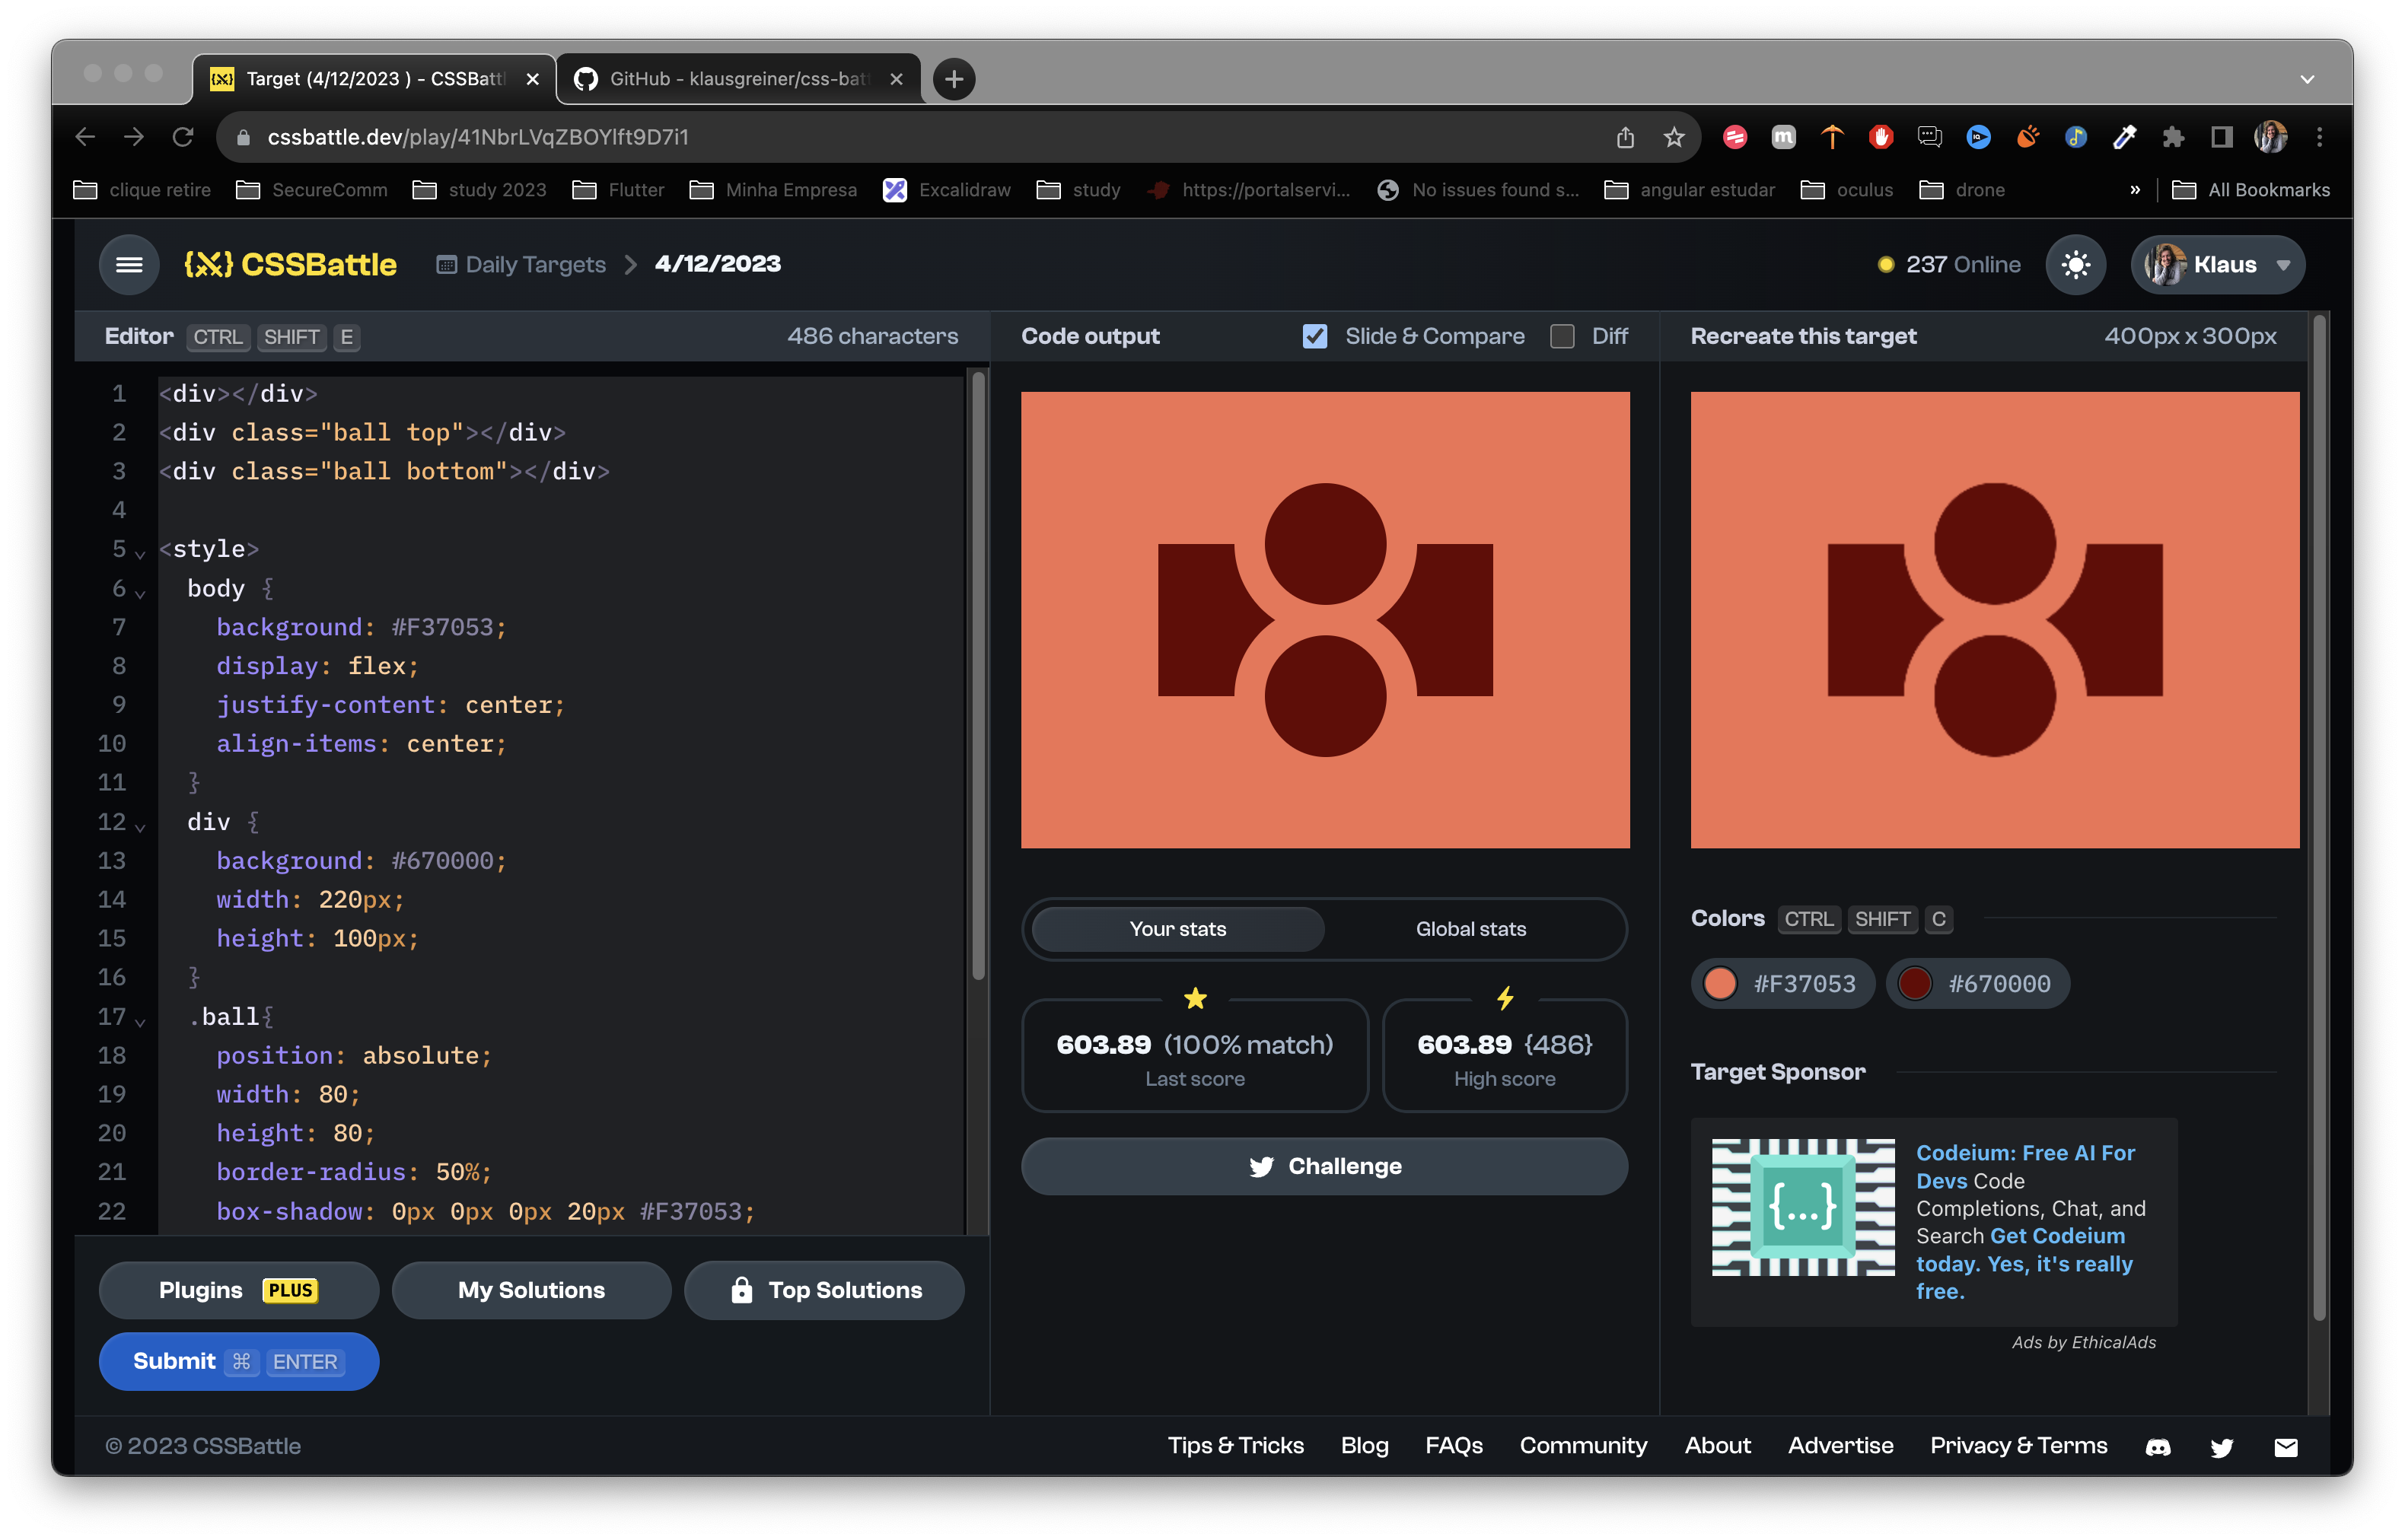 Target (4/12/2023 ) - CSSBattl
GitHub - klausgreiner/css-bat
cssbattle.dev/play/41NbrLVqZBOYlft9D7i1
clique retire
SecureComm
study 2023
Flutter
Minha Empresa
Excalidraw
study
https://portalservi...
No issues found s...
angular estudar
oculus
drone
»
All Bookmarks
{X} CSSBattle
Daily Targets
4/12/2023
237 Online
Klaus
Editor CTRL SHIFT E
486 characters
1 <div></div>
2 <div class="ball top"></div>
3 <div class="ball bottom"></div>
4
5 <style>
6 body {
7 background: #F37053;
8 display: flex;
9 justify-content: center;
10 align-items: center;
11 }
12 div {
13 background: #670000;
14 width: 220px;
15 height: 100px;
16 }
17 .ball{
18 position: absolute;
19 width: 80;
20 height: 80;
21 border-radius: 50%;
22 box-shadow: 0px 0px 0px 20px #F37053;
Plugins PLUS
My Solutions
Top Solutions
Submit ⌘ ENTER
Code output
Slide & Compare
Diff
Your stats
Global stats
603.89 (100% match)
Last score
603.89 {486}
High score
Challenge
Recreate this target
400px x 300px
Colors CTRL SHIFT C
#F37053
#670000
Target Sponsor
{...}
Codeium: Free AI For
Devs Code
Completions, Chat, and
Search Get Codeium
today. Yes, it's really
free.
Ads by EthicalAds
© 2023 CSSBattle
Tips & Tricks
Blog
FAQs
Community
About
Advertise
Privacy & Terms